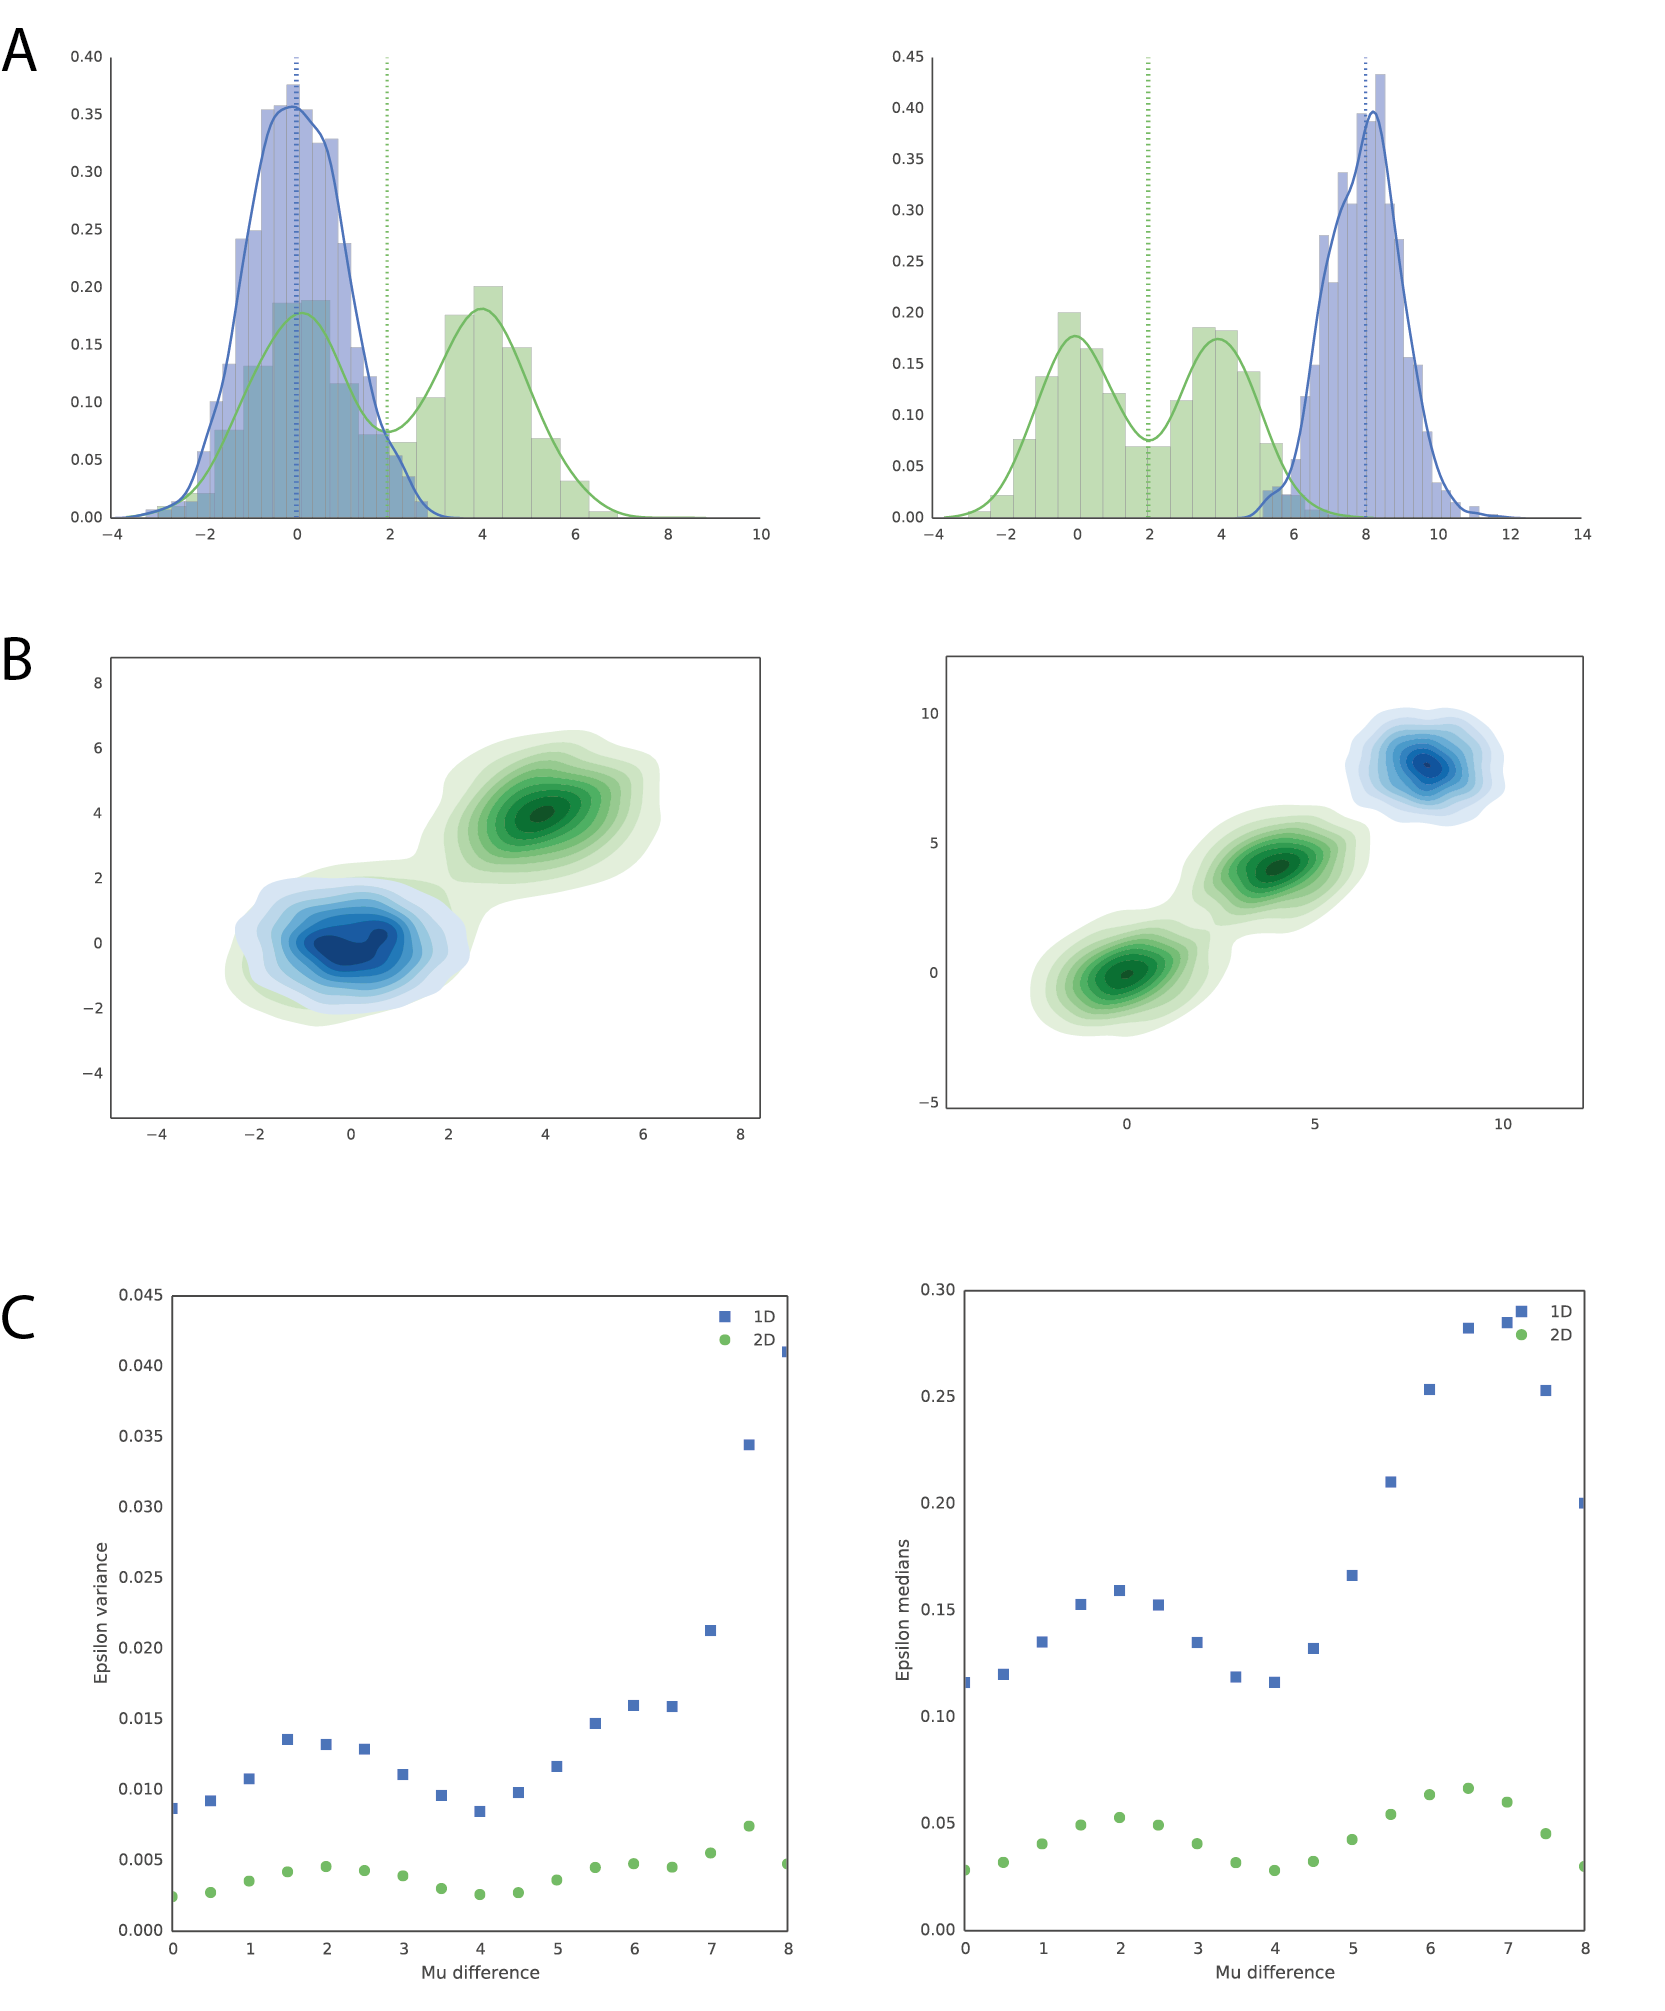 A
0.40
0.35
0.30
0.25
0.20
0.15
0.10
0.05
0.00
−4 −2 0 2 4 6 8 10
0.45
0.40
0.35
0.30
0.25
0.20
0.15
0.10
0.05
0.00
−4 −2 0 2 4 6 8 10 12 14
B
8
6
4
2
0
−2
−4
−4 −2 0 2 4 6 8
10
5
0
−5
0 5 10
C
0.045
0.040
0.035
0.030
0.025
0.020
0.015
0.010
0.005
0.000
Epsilon variance
1D
2D
0 1 2 3 4 5 6 7 8
Mu difference
0.30
0.25
0.20
0.15
0.10
0.05
0.00
Epsilon medians
1D
2D
0 1 2 3 4 5 6 7 8
Mu difference